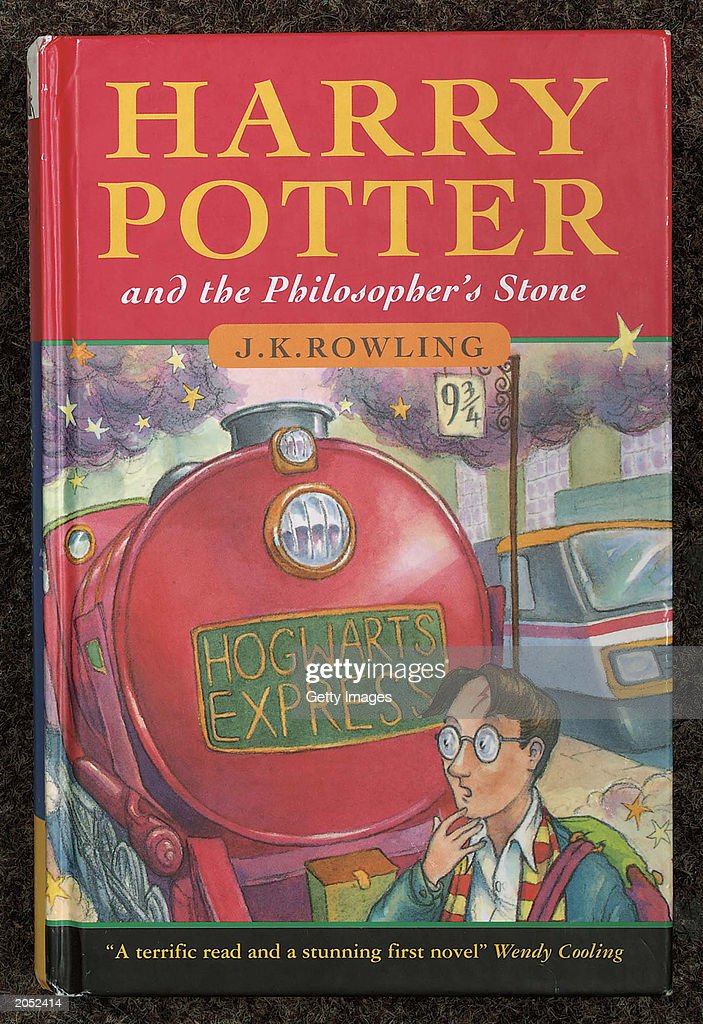 HARRY
POTTER
and the Philosopher's Stone
J.K.ROWLING
9¾
HOGWARTS
EXPRESS
gettyimages
Getty Images
"A terrific read and a stunning first novel" Wendy Cooling
2052414